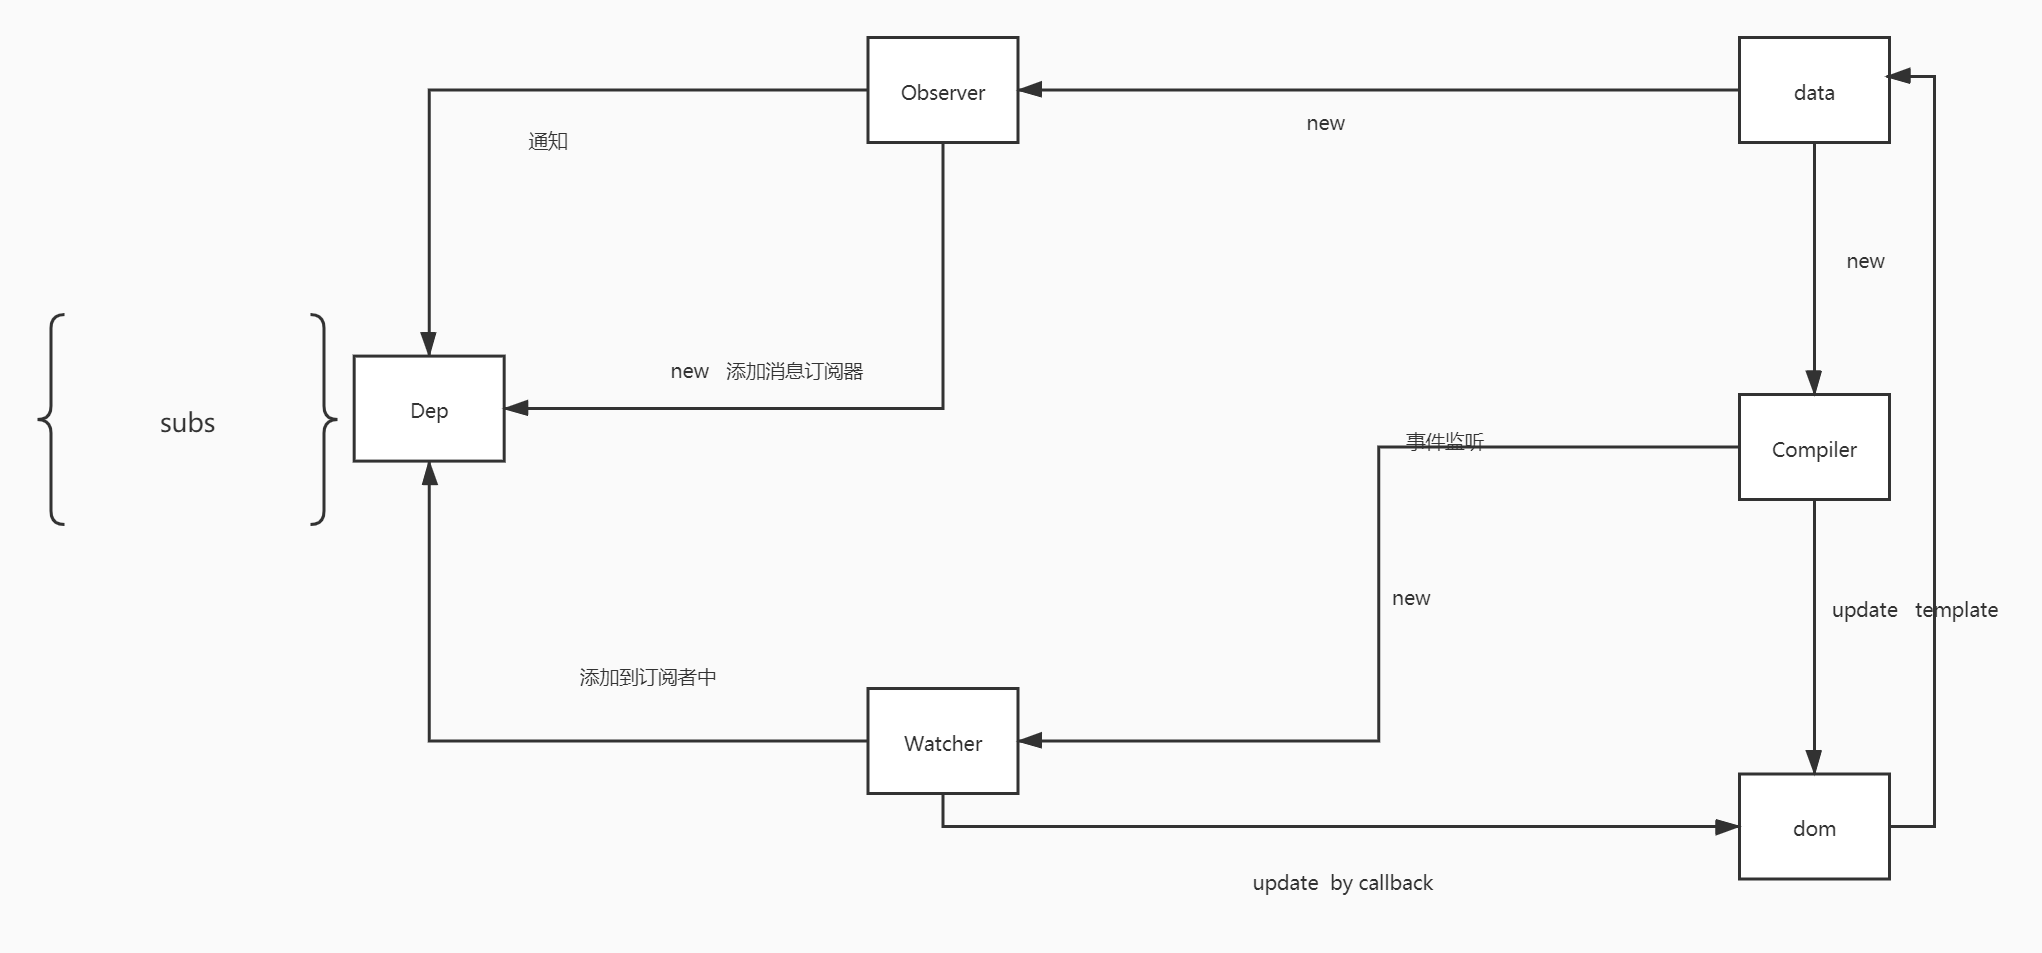 Observer
data
new
通知
new
subs
Dep
new 添加消息订阅器
事件监听
Compiler
new
update template
添加到订阅者中
Watcher
dom
update by callback